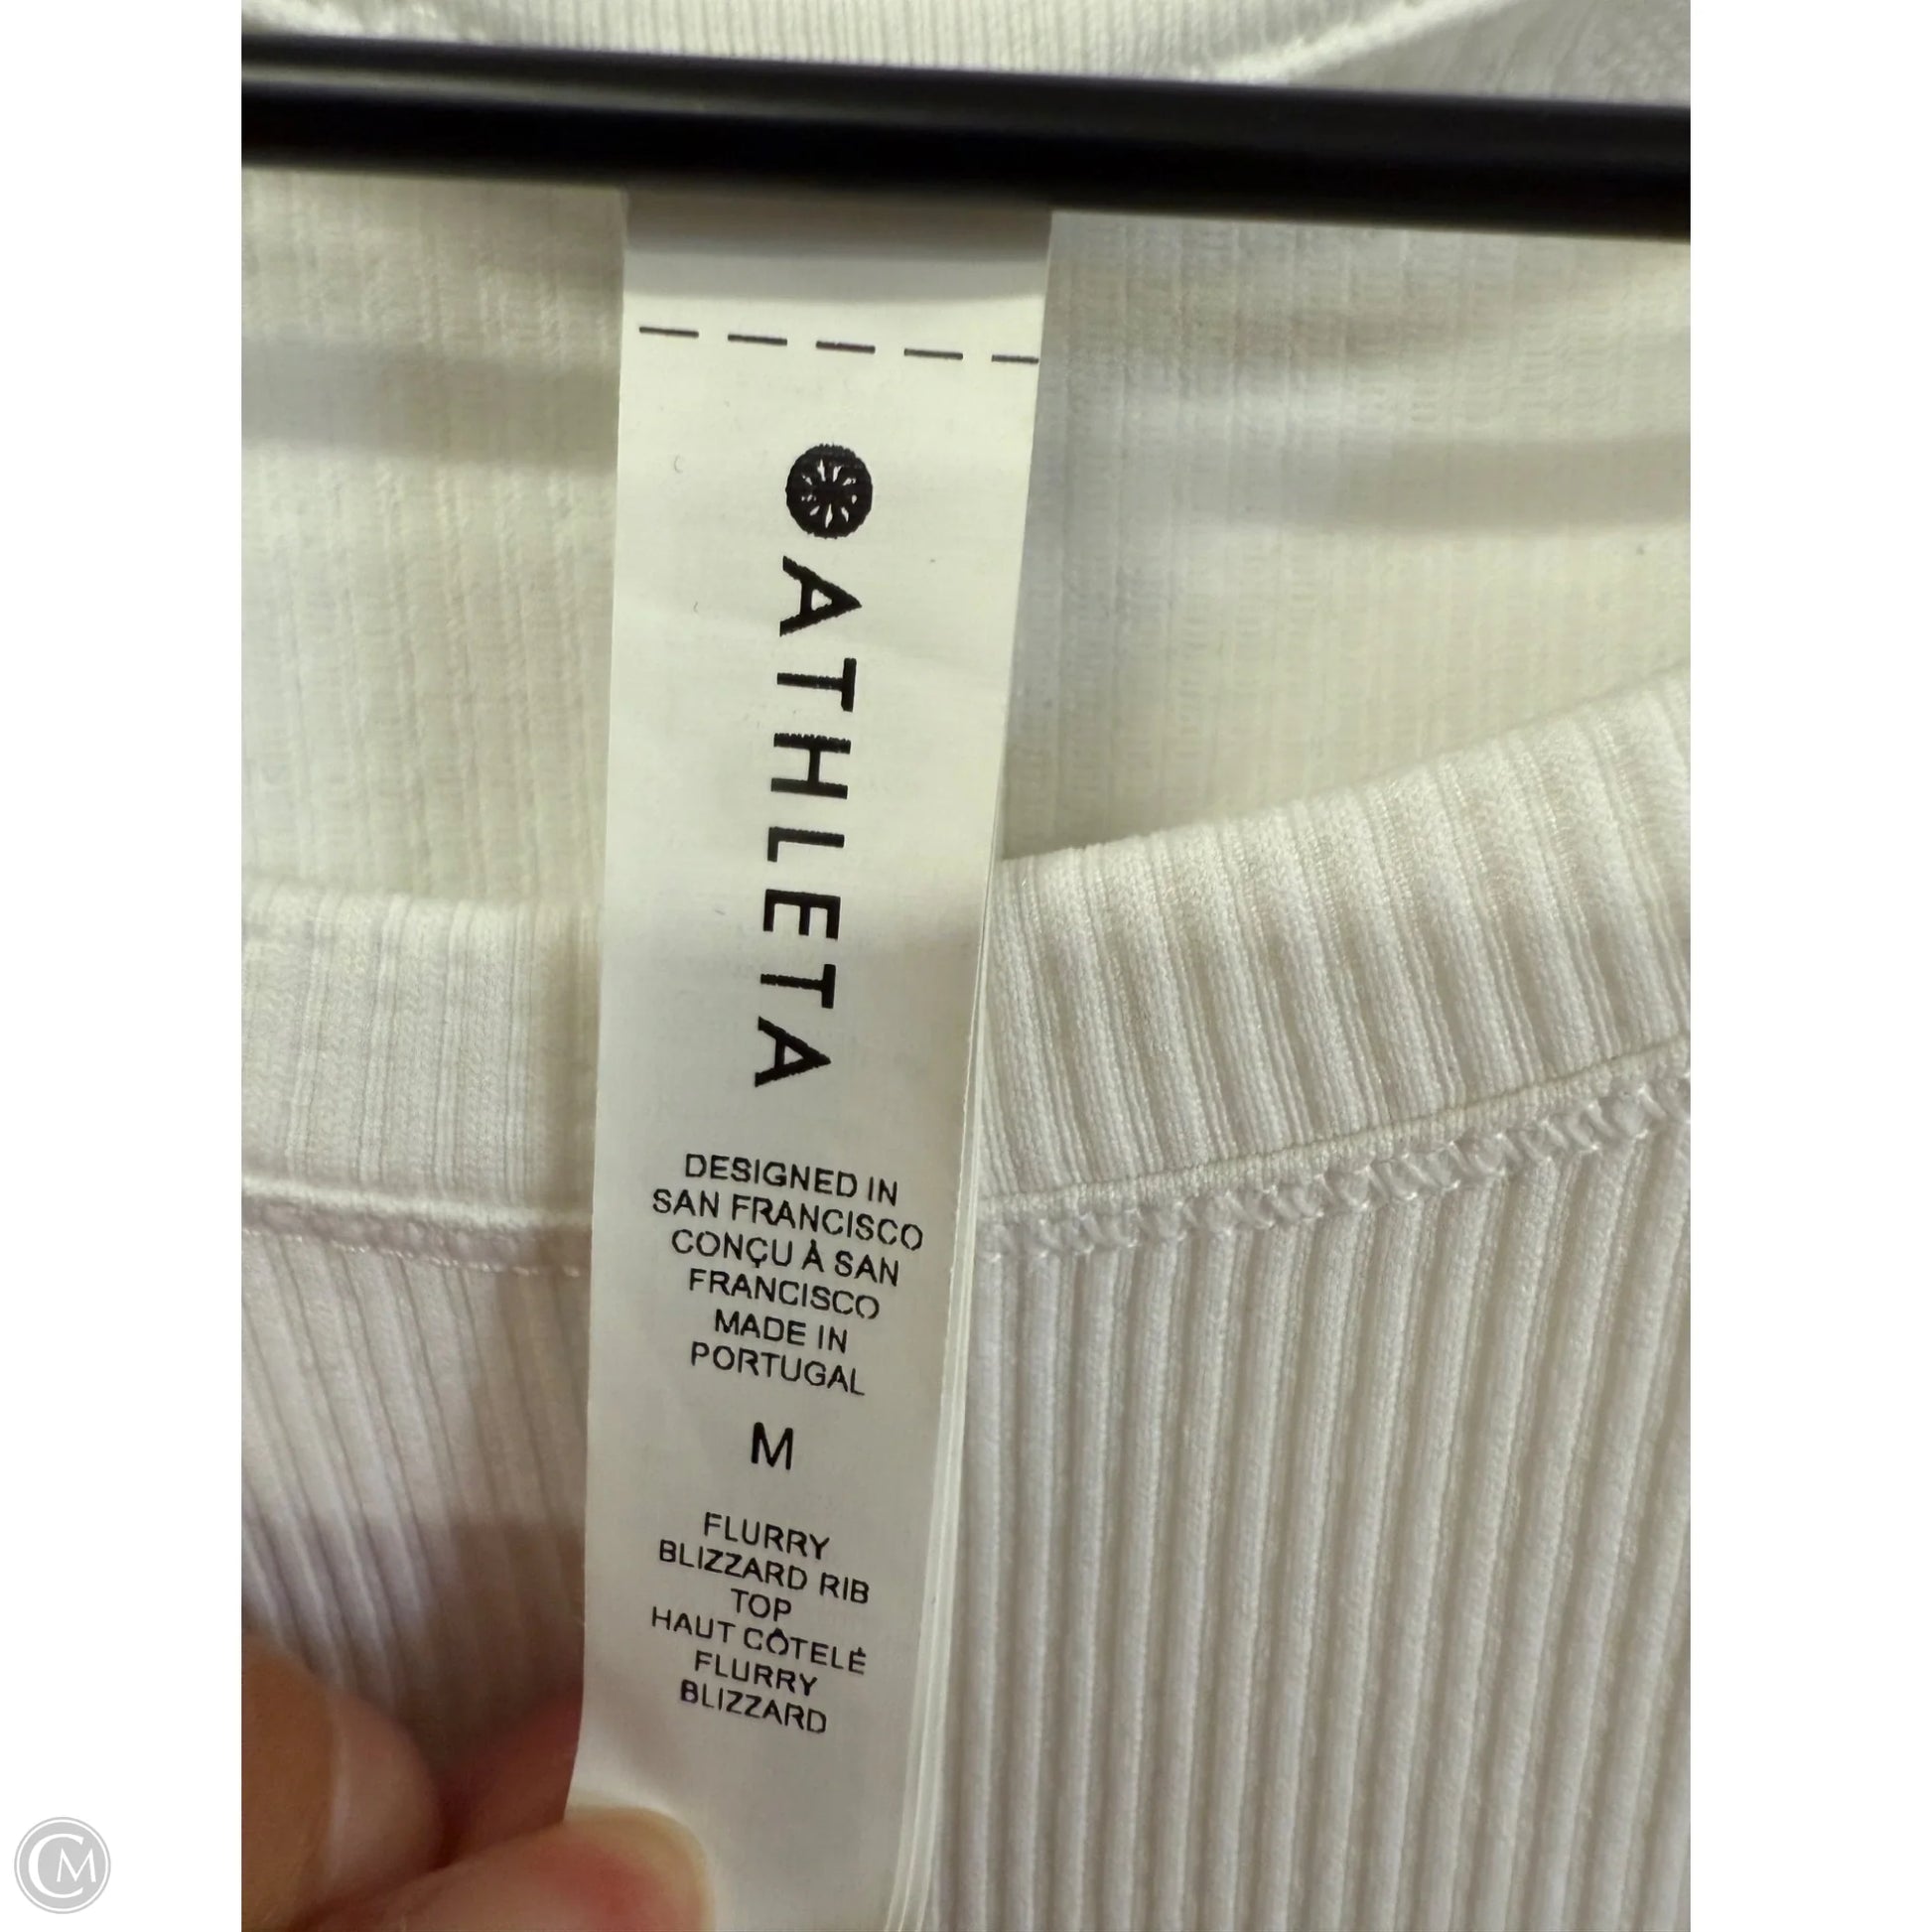 ATHLETA
DESIGNED IN
SAN FRANCISCO
CONÇU À SAN
FRANCISCO
MADE IN
PORTUGAL
M
FLURRY
BLIZZARD RIB
TOP
HAUT CÔTELÉ
FLURRY
BLIZZARD
CM